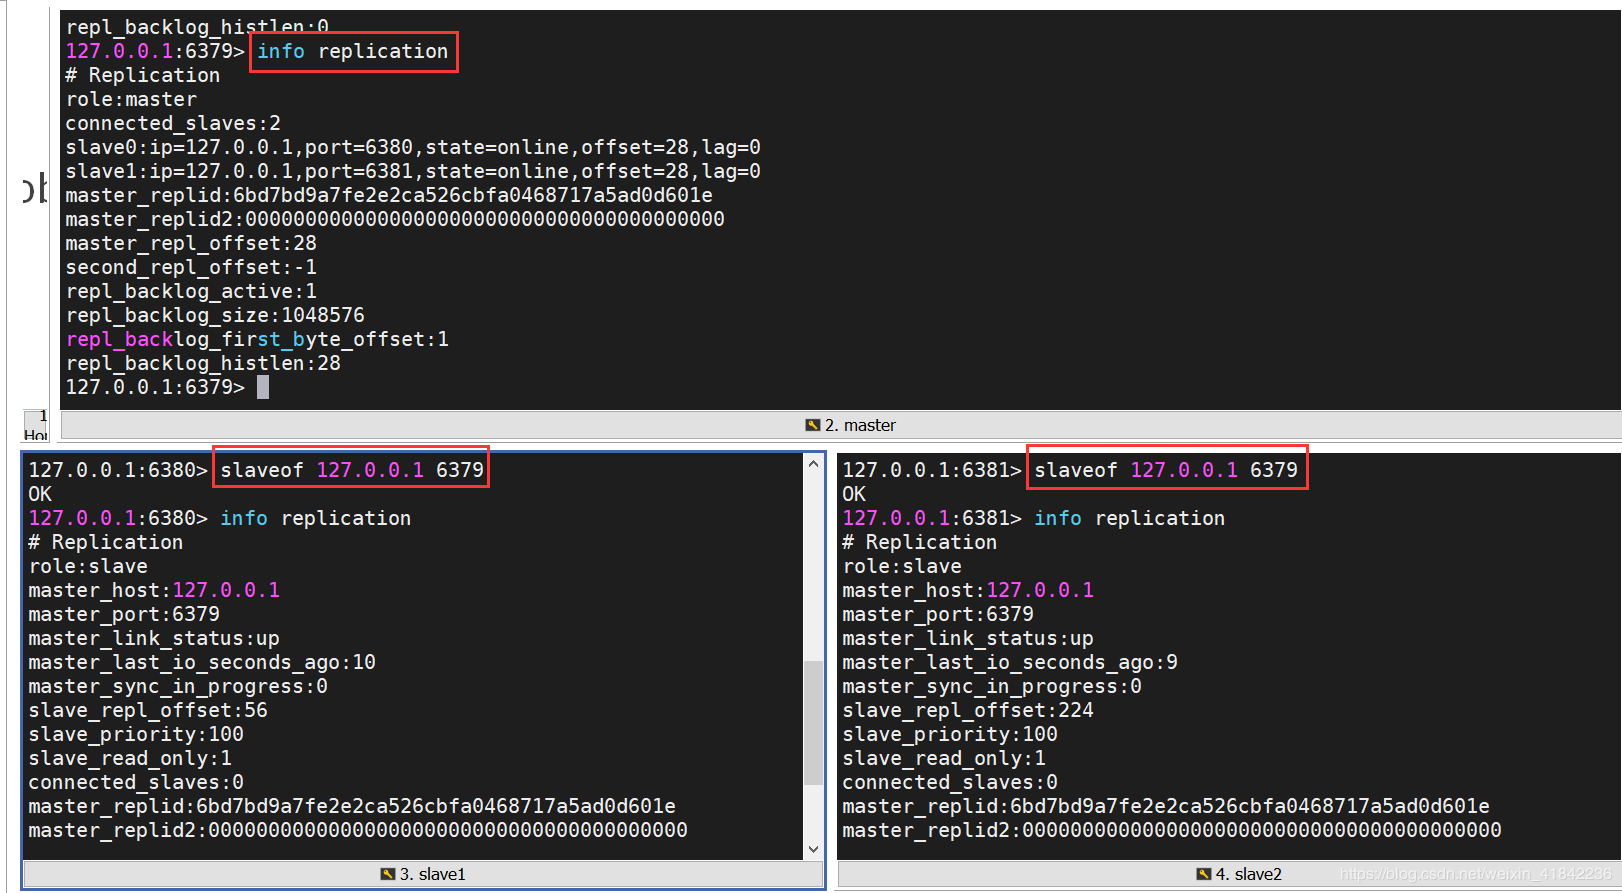 repl_backlog_histlen:0
127.0.0.1:6379> info replication
# Replication
role:master
connected_slaves:2
slave0:ip=127.0.0.1,port=6380,state=online,offset=28,lag=0
slave1:ip=127.0.0.1,port=6381,state=online,offset=28,lag=0
master_replid:6bd7bd9a7fe2e2ca526cbfa0468717a5ad0d601e
master_replid2:0000000000000000000000000000000000000000
master_repl_offset:28
second_repl_offset:-1
repl_backlog_active:1
repl_backlog_size:1048576
repl_backlog_first_byte_offset:1
repl_backlog_histlen:28
127.0.0.1:6379>
1
2. master
127.0.0.1:6380> slaveof 127.0.0.1 6379
OK
127.0.0.1:6380> info replication
# Replication
role:slave
master_host:127.0.0.1
master_port:6379
master_link_status:up
master_last_io_seconds_ago:10
master_sync_in_progress:0
slave_repl_offset:56
slave_priority:100
slave_read_only:1
connected_slaves:0
master_replid:6bd7bd9a7fe2e2ca526cbfa0468717a5ad0d601e
master_replid2:0000000000000000000000000000000000000000
3. slave1
127.0.0.1:6381> slaveof 127.0.0.1 6379
OK
127.0.0.1:6381> info replication
# Replication
role:slave
master_host:127.0.0.1
master_port:6379
master_link_status:up
master_last_io_seconds_ago:9
master_sync_in_progress:0
slave_repl_offset:224
slave_priority:100
slave_read_only:1
connected_slaves:0
master_replid:6bd7bd9a7fe2e2ca526cbfa0468717a5ad0d601e
master_replid2:0000000000000000000000000000000000000000
4. slave2
https://blog.csdn.net/weixin_41842236